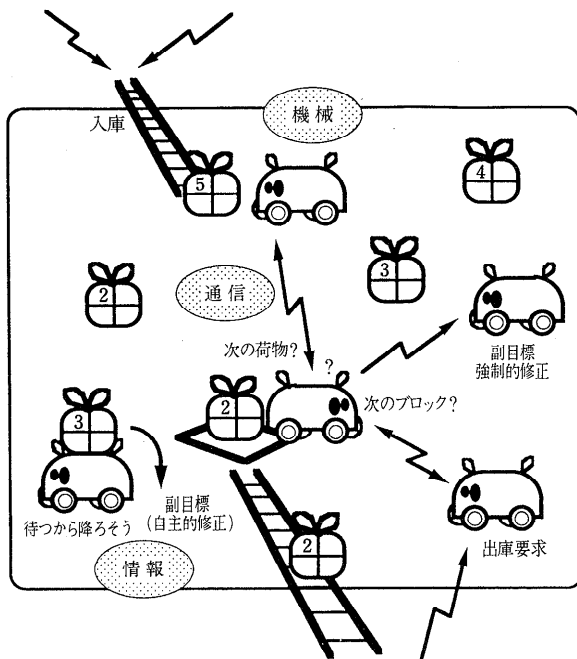 機械
入庫
5
4
2
3
通信
次の荷物?
?
副目標
強制的修正
2
次のブロック?
3
待つから降ろそう
副目標
(自主的修正)
2
出庫要求
情報